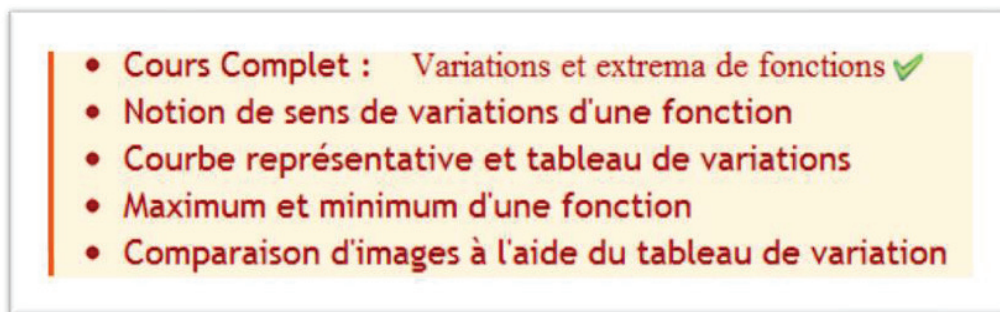 • Cours Complet : Variations et extrema de fonctions
• Notion de sens de variations d'une fonction
• Courbe représentative et tableau de variations
• Maximum et minimum d'une fonction
• Comparaison d'images à l'aide du tableau de variation